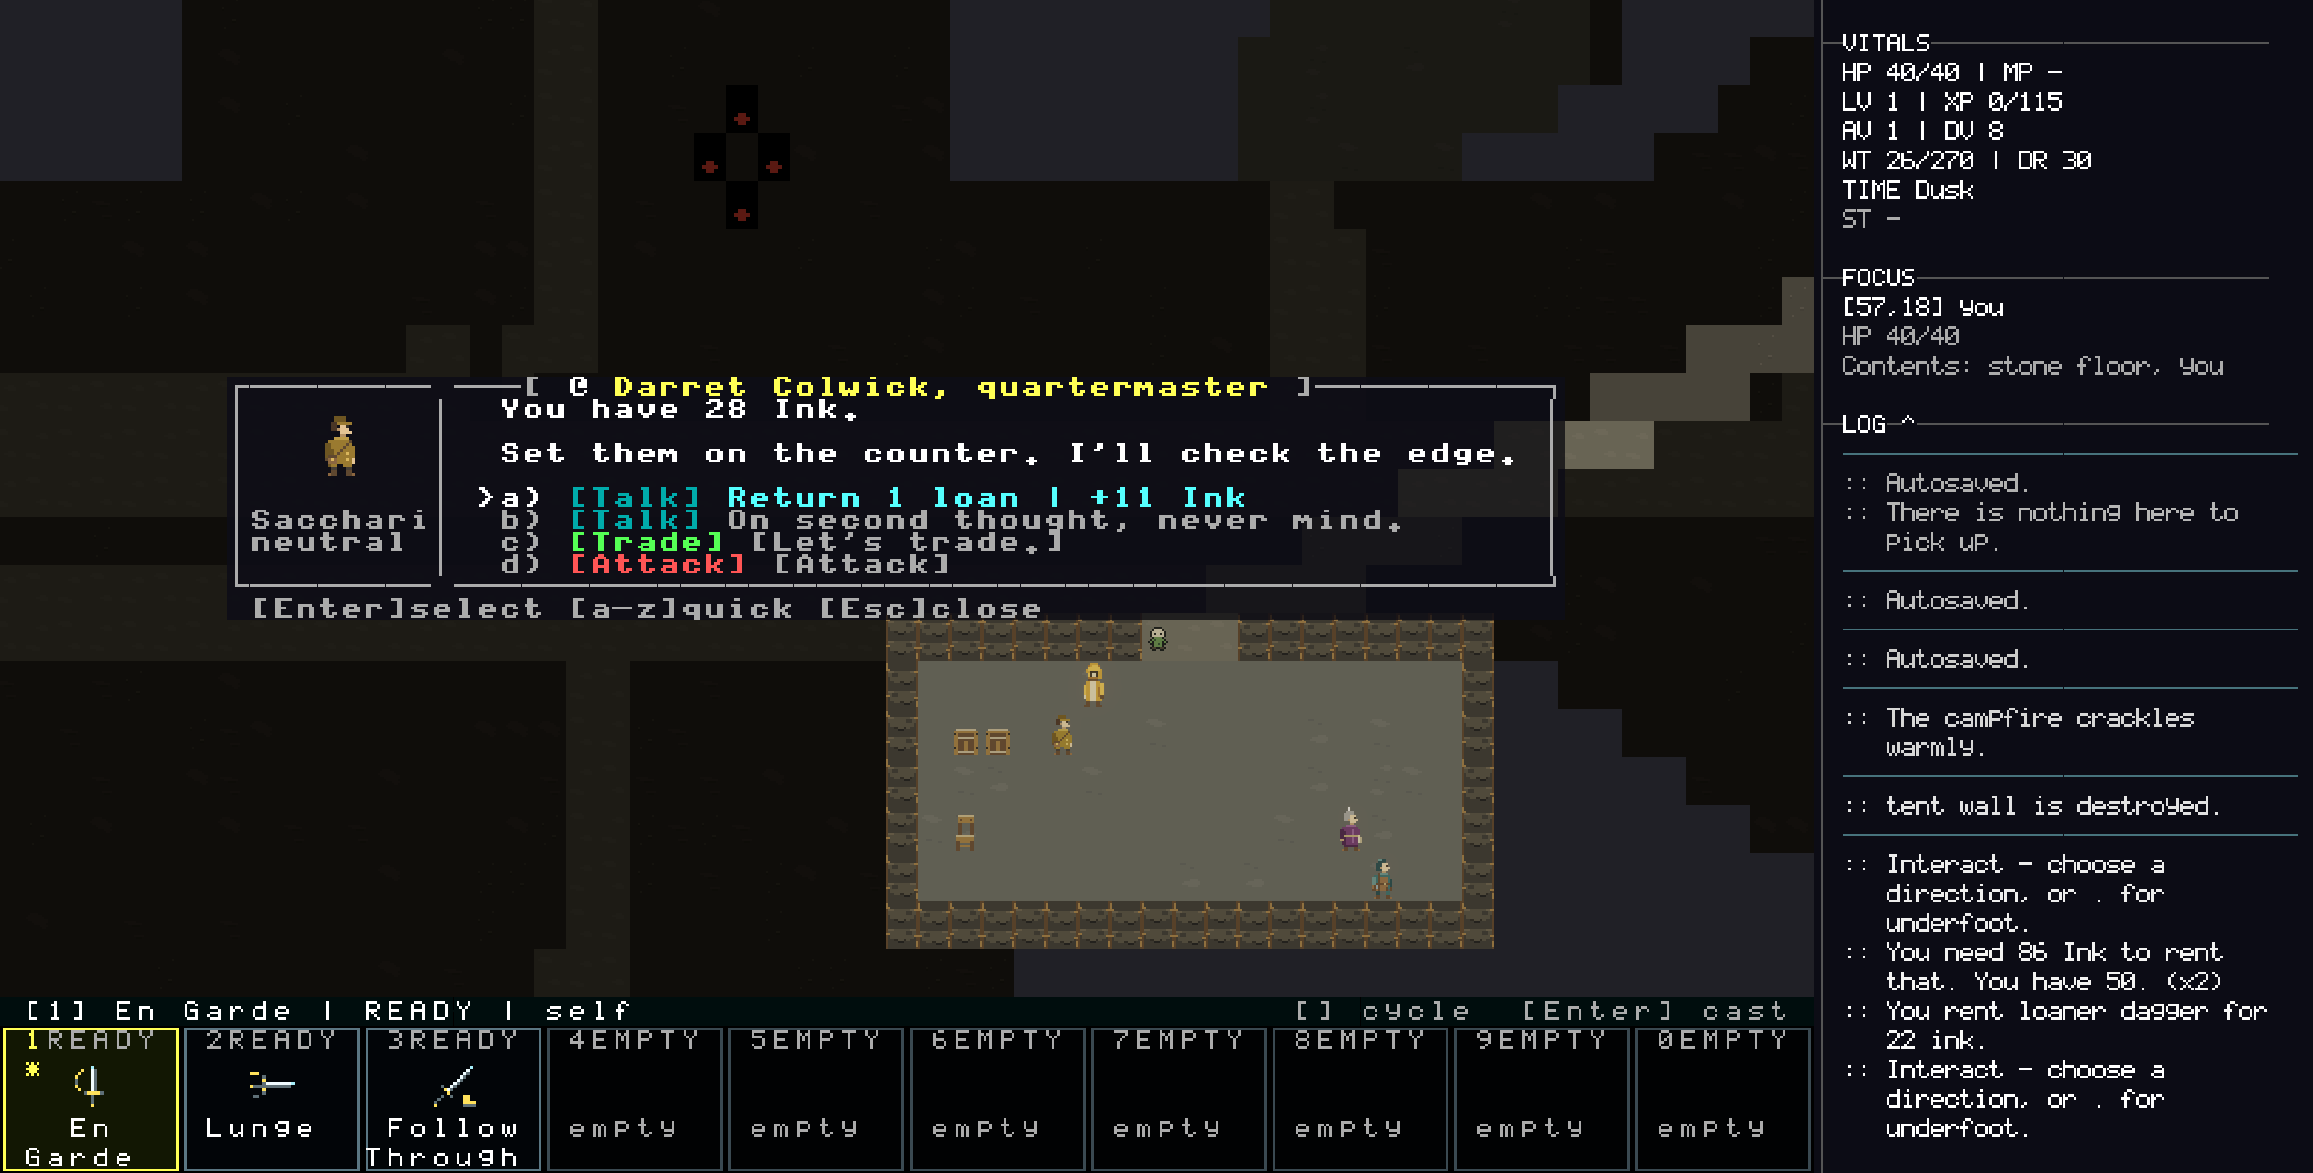 [ @ Darret Colwick, quartermaster ]
You have 28 Ink.
Set them on the counter. I'll check the edge.
>a) [Talk] Return 1 loan | +11 Ink
b) [Talk] On second thought, never mind.
c) [Trade] [Let's trade.]
d) [Attack] [Attack]
Sacchari
neutral
[Enter]select [a-z]quick [Esc]close
[1] En Garde | READY | self
[] cycle [Enter] cast
1READY
*
En
Garde
2READY
Lunge
3READY
Follow
Through
4EMPTY
empty
5EMPTY
empty
6EMPTY
empty
7EMPTY
empty
8EMPTY
empty
9EMPTY
empty
0EMPTY
empty
VITALS
HP 40/40 | MP -
LV 1 | XP 0/115
AV 1 | DV 8
WT 26/270 | DR 30
TIME Dusk
ST -
FOCUS
[57,18] You
HP 40/40
Contents: stone floor, You
LOG ^
:: Autosaved.
:: There is nothing here to
pick up.
:: Autosaved.
:: Autosaved.
:: The campfire crackles
warmly.
:: tent wall is destroyed.
:: Interact - choose a
direction, or . for
underfoot.
:: You need 86 Ink to rent
that. You have 50. (x2)
:: You rent loaner dagger for
22 ink.
:: Interact - choose a
direction, or . for
underfoot.